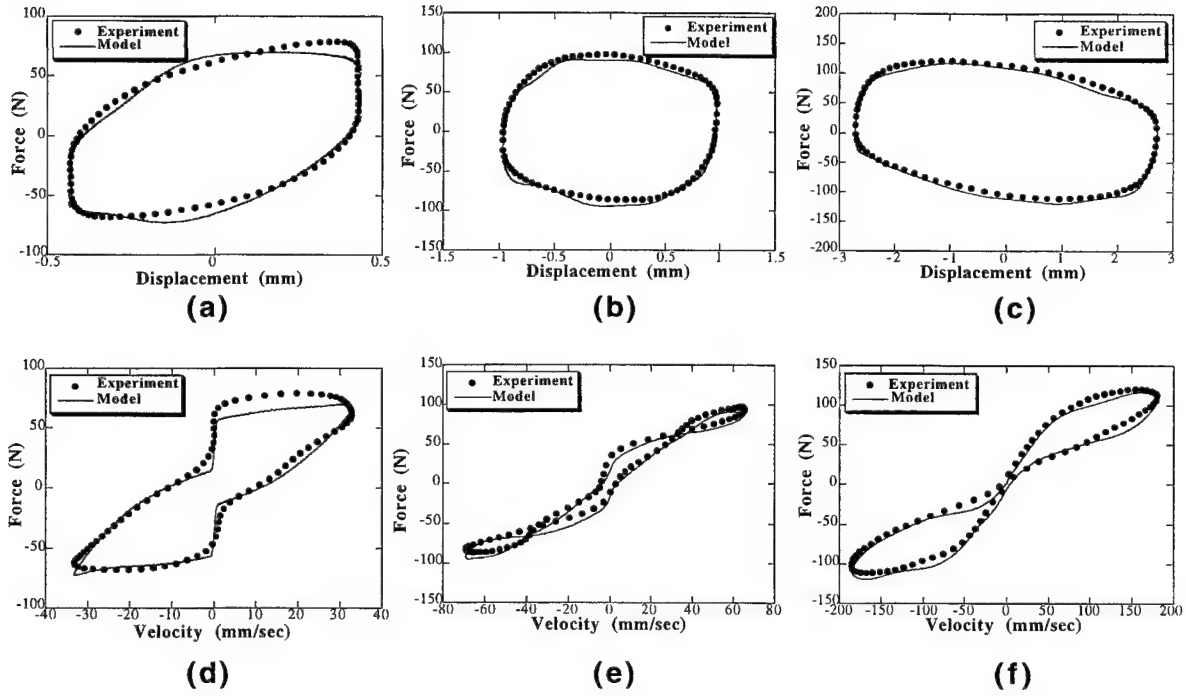 Experiment
Model
Force (N)
100
50
0
-50
-100
-0.5
0
0.5
Displacement (mm)
(a)
Experiment
Model
Force (N)
150
100
50
0
-50
-100
-150
-1.5
-1
-0.5
0
0.5
1
1.5
Displacement (mm)
(b)
Experiment
Model
Force (N)
200
150
100
50
0
-50
-100
-150
-200
-3
-2
-1
0
1
2
3
Displacement (mm)
(c)
Experiment
Model
Force (N)
100
50
0
-50
-100
-40
-30
-20
-10
0
10
20
30
40
Velocity (mm/sec)
(d)
Experiment
Model
Force (N)
150
100
50
0
-50
-100
-150
-80
-60
-40
-20
0
20
40
60
80
Velocity (mm/sec)
(e)
Experiment
Model
Force (N)
150
100
50
0
-50
-100
-150
-200
-150
-100
-50
0
50
100
150
200
Velocity (mm/sec)
(f)